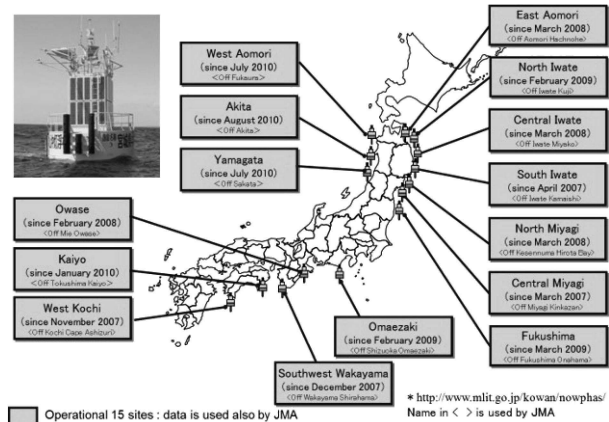 East Aomori
(since March 2008)
<Off Aomori Hachinohe>
West Aomori
(since July 2010)
<Off Fukaura>
North Iwate
(since February 2009)
<Off Iwate Kuji>
Akita
(since August 2010)
<Off Akita>
Central Iwate
(since March 2008)
<Off Iwate Miyako>
Yamagata
(since July 2010)
<Off Sakata>
South Iwate
(since April 2007)
<Off Iwate Kamaishi>
Owase
(since February 2008)
<Off Mie Owase>
North Miyagi
(since March 2008)
<Off Kesennuma Hirota Bay>
Kaiyo
(since January 2010)
<Off Tokushima Kaiyo>
Central Miyagi
(since March 2007)
<Off Miyagi Kinkazan>
West Kochi
(since November 2007)
<Off Kochi Cape Ashizuri>
Omaezaki
(since February 2009)
<Off Shizuoka Omaezaki>
Fukushima
(since March 2009)
<Off Fukushima Onahama>
Southwest Wakayama
(since December 2007)
<Off Wakayama Shirahama>
* http://www.mlit.go.jp/kowan/nowphas/
Name in < > is used by JMA
Operational 15 sites : data is used also by JMA